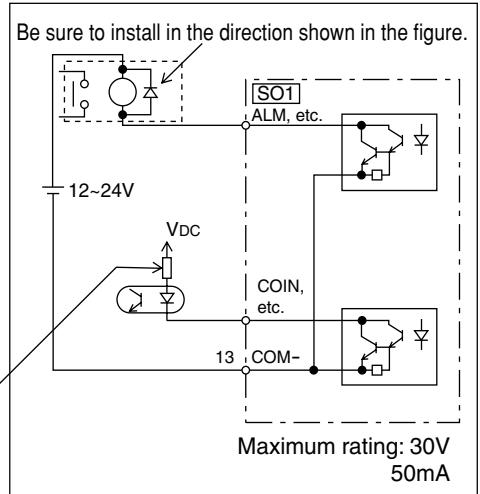 Be sure to install in the direction shown in the figure.
SO1
ALM, etc.
12~24V
VDC
COIN,
etc.
13 COM-
Maximum rating: 30V
50mA